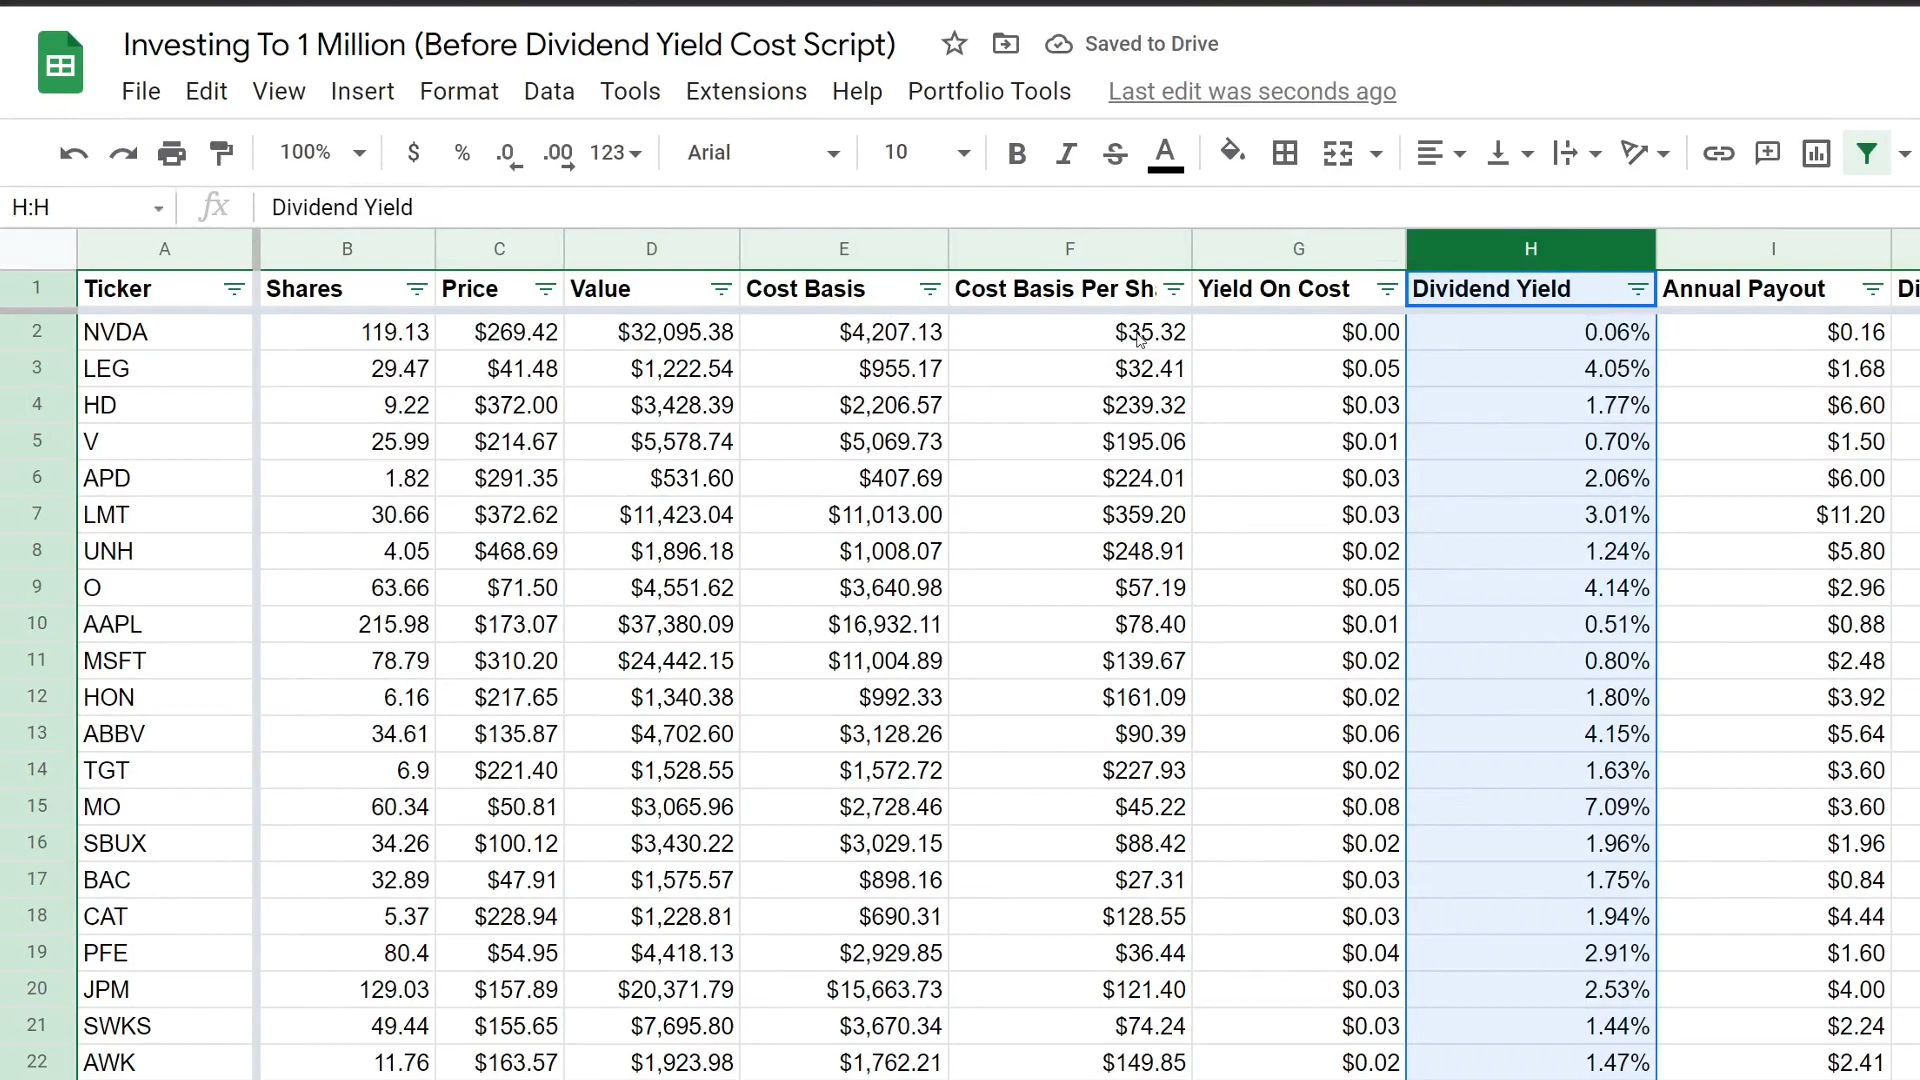 Investing To 1 Million (Before Dividend Yield Cost Script) Saved to Drive
File Edit View Insert Format Data Tools Extensions Help Portfolio Tools Last edit was seconds ago
100% $ % .0 .00 123 Arial 10 B I S A
H:H fx Dividend Yield
A B C D E F G H I
1 Ticker Shares Price Value Cost Basis Cost Basis Per Sh Yield On Cost Dividend Yield Annual Payout Di
2 NVDA 119.13 $269.42 $32,095.38 $4,207.13 $35.32 $0.00 0.06% $0.16
3 LEG 29.47 $41.48 $1,222.54 $955.17 $32.41 $0.05 4.05% $1.68
4 HD 9.22 $372.00 $3,428.39 $2,206.57 $239.32 $0.03 1.77% $6.60
5 V 25.99 $214.67 $5,578.74 $5,069.73 $195.06 $0.01 0.70% $1.50
6 APD 1.82 $291.35 $531.60 $407.69 $224.01 $0.03 2.06% $6.00
7 LMT 30.66 $372.62 $11,423.04 $11,013.00 $359.20 $0.03 3.01% $11.20
8 UNH 4.05 $468.69 $1,896.18 $1,008.07 $248.91 $0.02 1.24% $5.80
9 O 63.66 $71.50 $4,551.62 $3,640.98 $57.19 $0.05 4.14% $2.96
10 AAPL 215.98 $173.07 $37,380.09 $16,932.11 $78.40 $0.01 0.51% $0.88
11 MSFT 78.79 $310.20 $24,442.15 $11,004.89 $139.67 $0.02 0.80% $2.48
12 HON 6.16 $217.65 $1,340.38 $992.33 $161.09 $0.02 1.80% $3.92
13 ABBV 34.61 $135.87 $4,702.60 $3,128.26 $90.39 $0.06 4.15% $5.64
14 TGT 6.9 $221.40 $1,528.55 $1,572.72 $227.93 $0.02 1.63% $3.60
15 MO 60.34 $50.81 $3,065.96 $2,728.46 $45.22 $0.08 7.09% $3.60
16 SBUX 34.26 $100.12 $3,430.22 $3,029.15 $88.42 $0.02 1.96% $1.96
17 BAC 32.89 $47.91 $1,575.57 $898.16 $27.31 $0.03 1.75% $0.84
18 CAT 5.37 $228.94 $1,228.81 $690.31 $128.55 $0.03 1.94% $4.44
19 PFE 80.4 $54.95 $4,418.13 $2,929.85 $36.44 $0.04 2.91% $1.60
20 JPM 129.03 $157.89 $20,371.79 $15,663.73 $121.40 $0.03 2.53% $4.00
21 SWKS 49.44 $155.65 $7,695.80 $3,670.34 $74.24 $0.03 1.44% $2.24
22 AWK 11.76 $163.57 $1,923.98 $1,762.21 $149.85 $0.02 1.47% $2.41